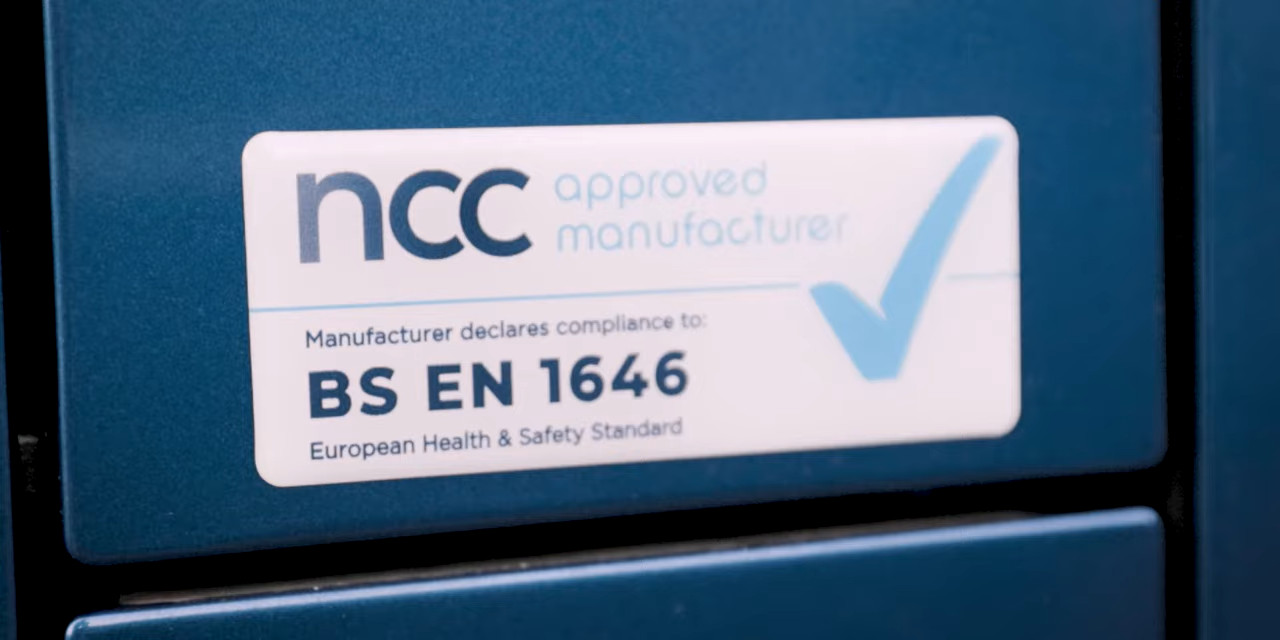 ncc approved
manufacturer
Manufacturer declares compliance to:
BS EN 1646
European Health & Safety Standard